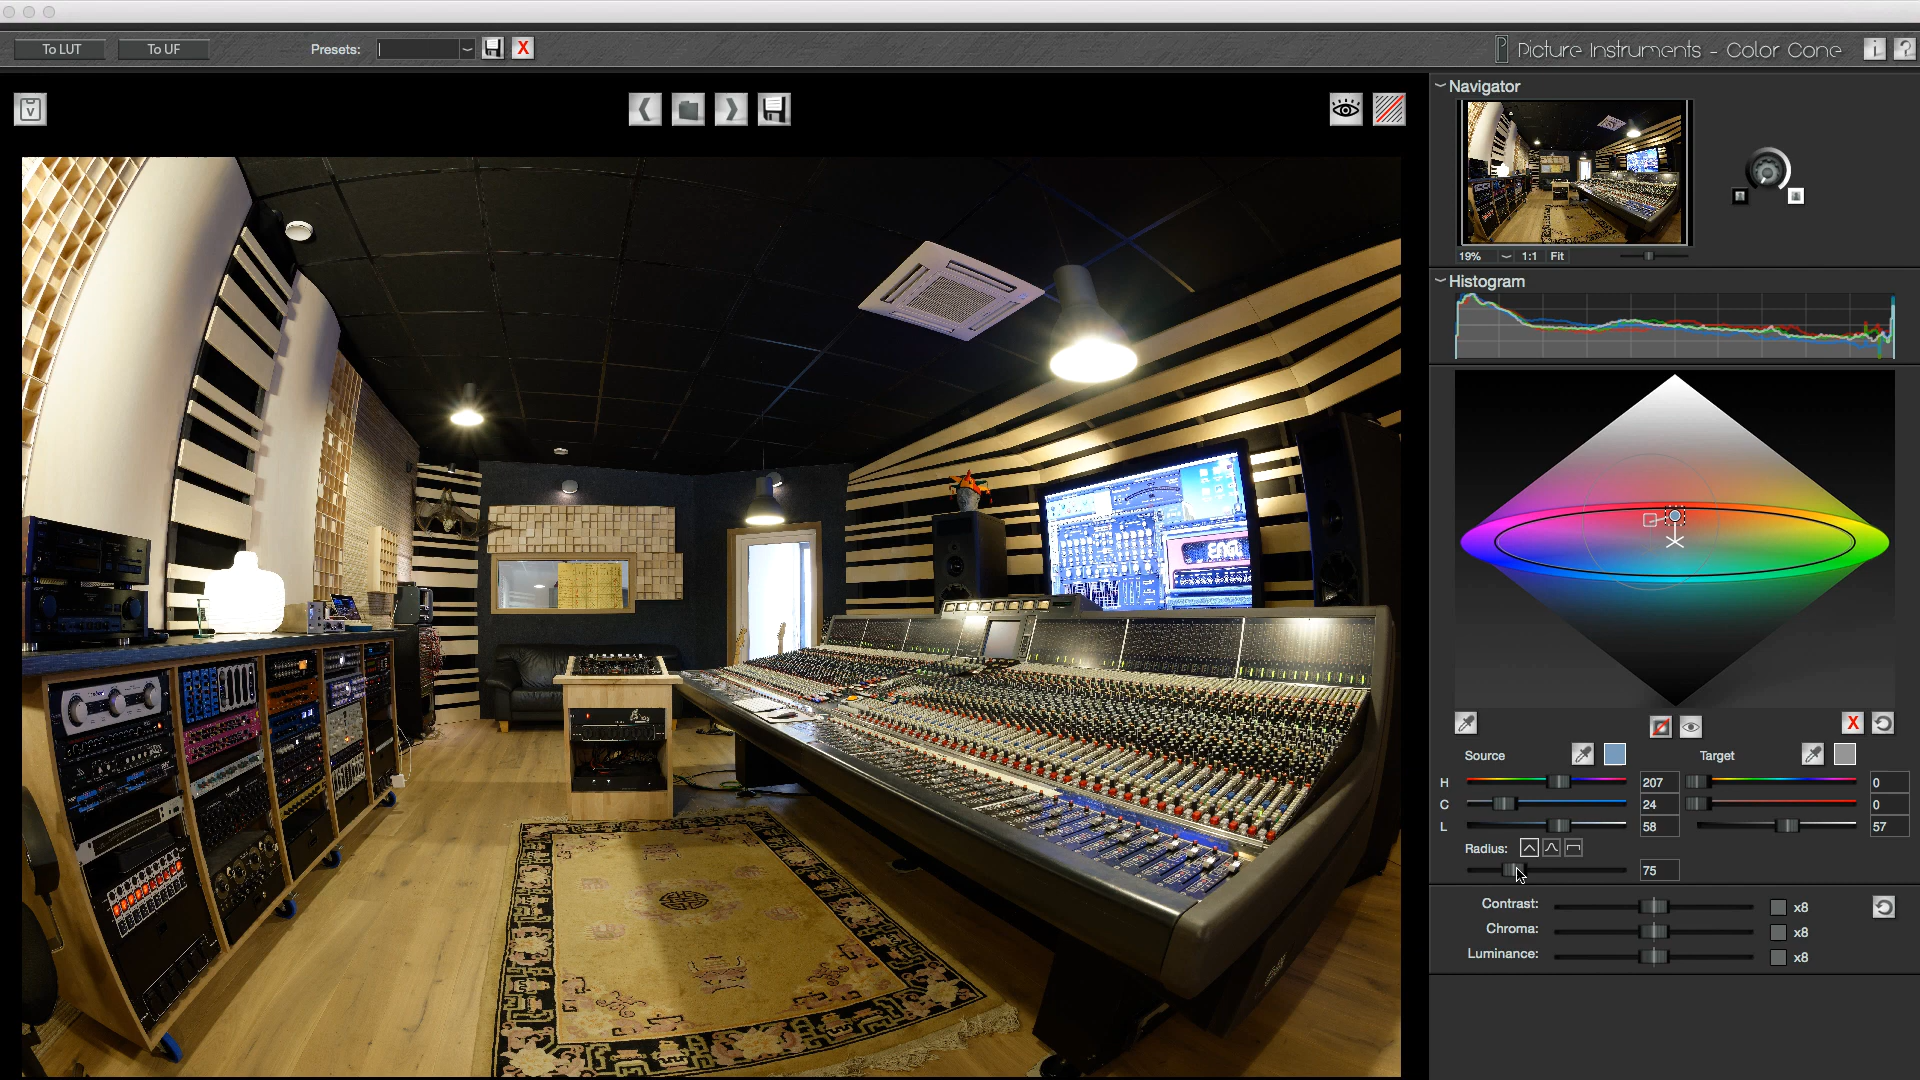 To LUT
To UF
Presets:
X
Picture Instruments - Color Cone
i
?
V
Navigator
19%
1:1
Fit
Histogram
ENGL
X
Source
Target
H
207
0
C
24
0
L
58
57
Radius:
75
Contrast:
x8
Chroma:
x8
Luminance:
x8